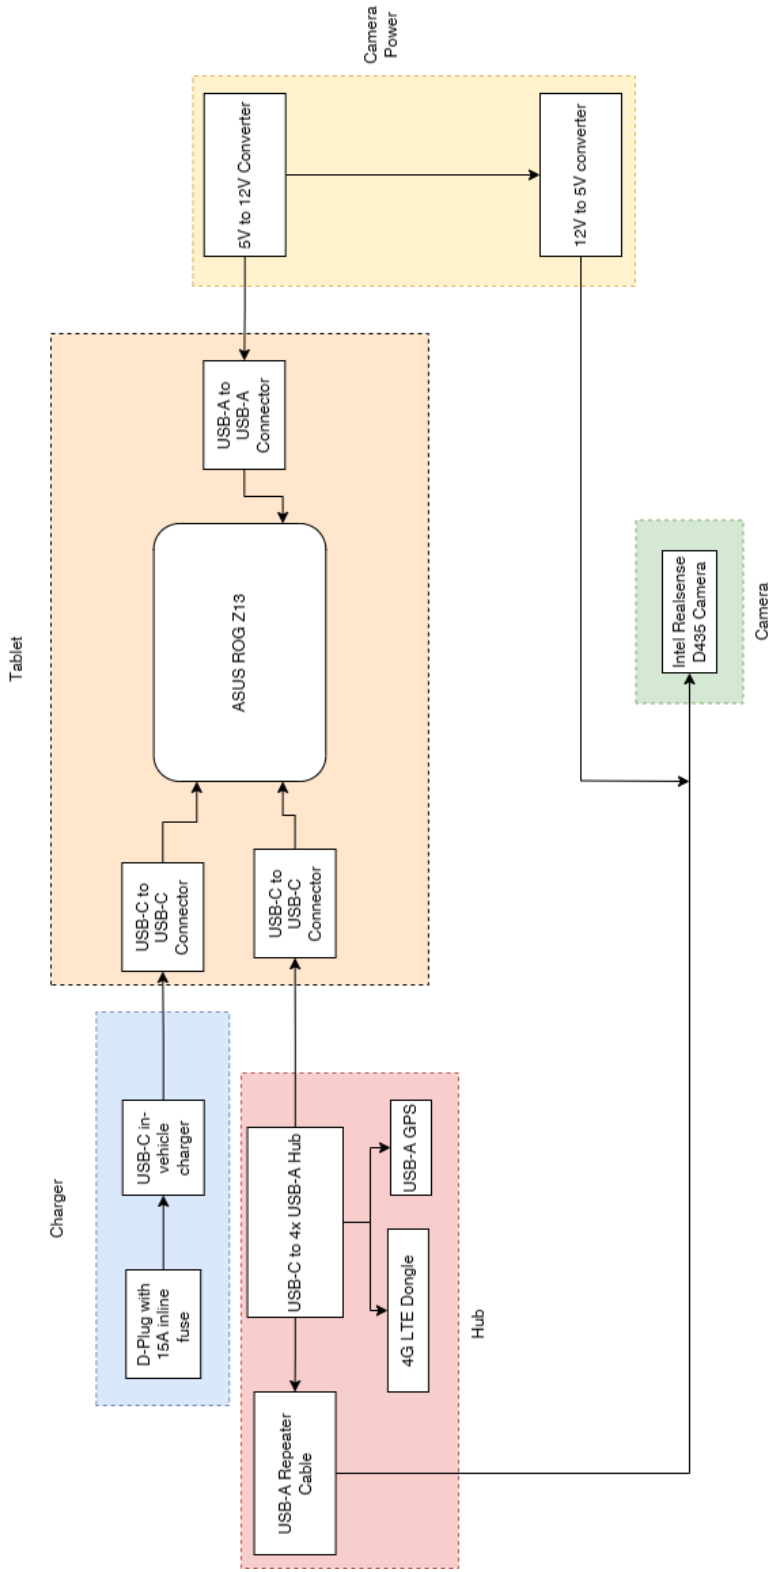 Charger
D-Plug with
15A inline
fuse
USB-C in-
vehicle
charger
Tablet
USB-C to
USB-C
Connector
USB-C to
USB-C
Connector
ASUS ROG Z13
USB-A to
USB-A
Connector
Camera
Power
5V to 12V Converter
12V to 5V converter
USB-A Repeater
Cable
USB-C to 4x USB-A Hub
4G LTE Dongle
USB-A GPS
Hub
Intel Realsense
D435 Camera
Camera